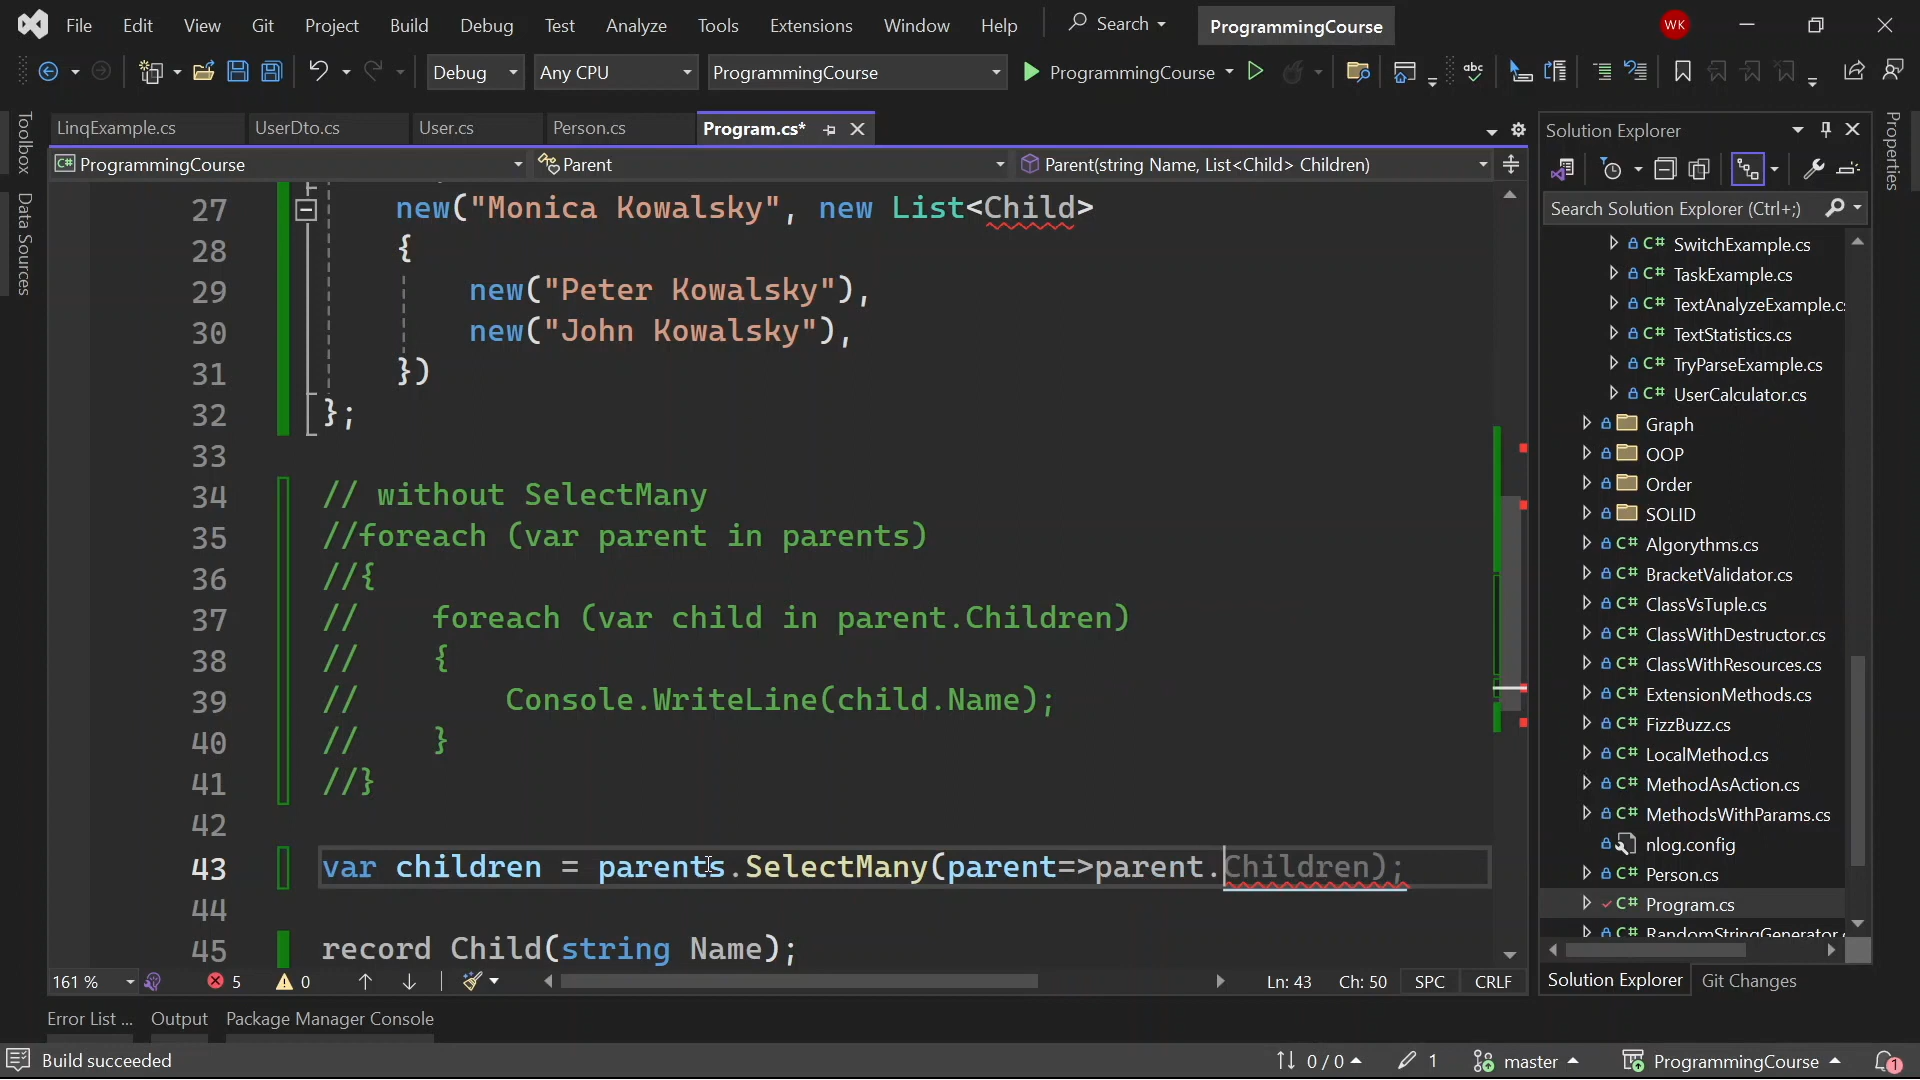 File Edit View Git Project Build Debug Test Analyze Tools Extensions Window Help Search ProgrammingCourse WK
Debug Any CPU ProgrammingCourse ProgrammingCourse abc
LinqExample.cs UserDto.cs User.cs Person.cs Program.cs*
C# ProgrammingCourse Parent Parent(string Name, List<Child> Children)
Toolbox
Data Sources
27 new("Monica Kowalsky", new List<Child>
28 {
29 new("Peter Kowalsky"),
30 new("John Kowalsky"),
31 })
32 };
33
34 // without SelectMany
35 //foreach (var parent in parents)
36 //{
37 // foreach (var child in parent.Children)
38 // {
39 // Console.WriteLine(child.Name);
40 // }
41 //}
42
43 var children = parents.SelectMany(parent=>parent.Children);
44
45 record Child(string Name);
161 % 5 0 Ln: 43 Ch: 50 SPC CRLF
Error List ... Output Package Manager Console
Build succeeded 0 / 0 1 master ProgrammingCourse 1
Solution Explorer
Search Solution Explorer (Ctrl+;)
C# SwitchExample.cs
C# TaskExample.cs
C# TextAnalyzeExample.c
C# TextStatistics.cs
C# TryParseExample.cs
C# UserCalculator.cs
Graph
OOP
Order
SOLID
C# Algorythms.cs
C# BracketValidator.cs
C# ClassVsTuple.cs
C# ClassWithDestructor.cs
C# ClassWithResources.cs
C# ExtensionMethods.cs
C# FizzBuzz.cs
C# LocalMethod.cs
C# MethodAsAction.cs
C# MethodsWithParams.cs
nlog.config
C# Person.cs
C# Program.cs
C# RandomStringGenerator
Solution Explorer Git Changes
Properties